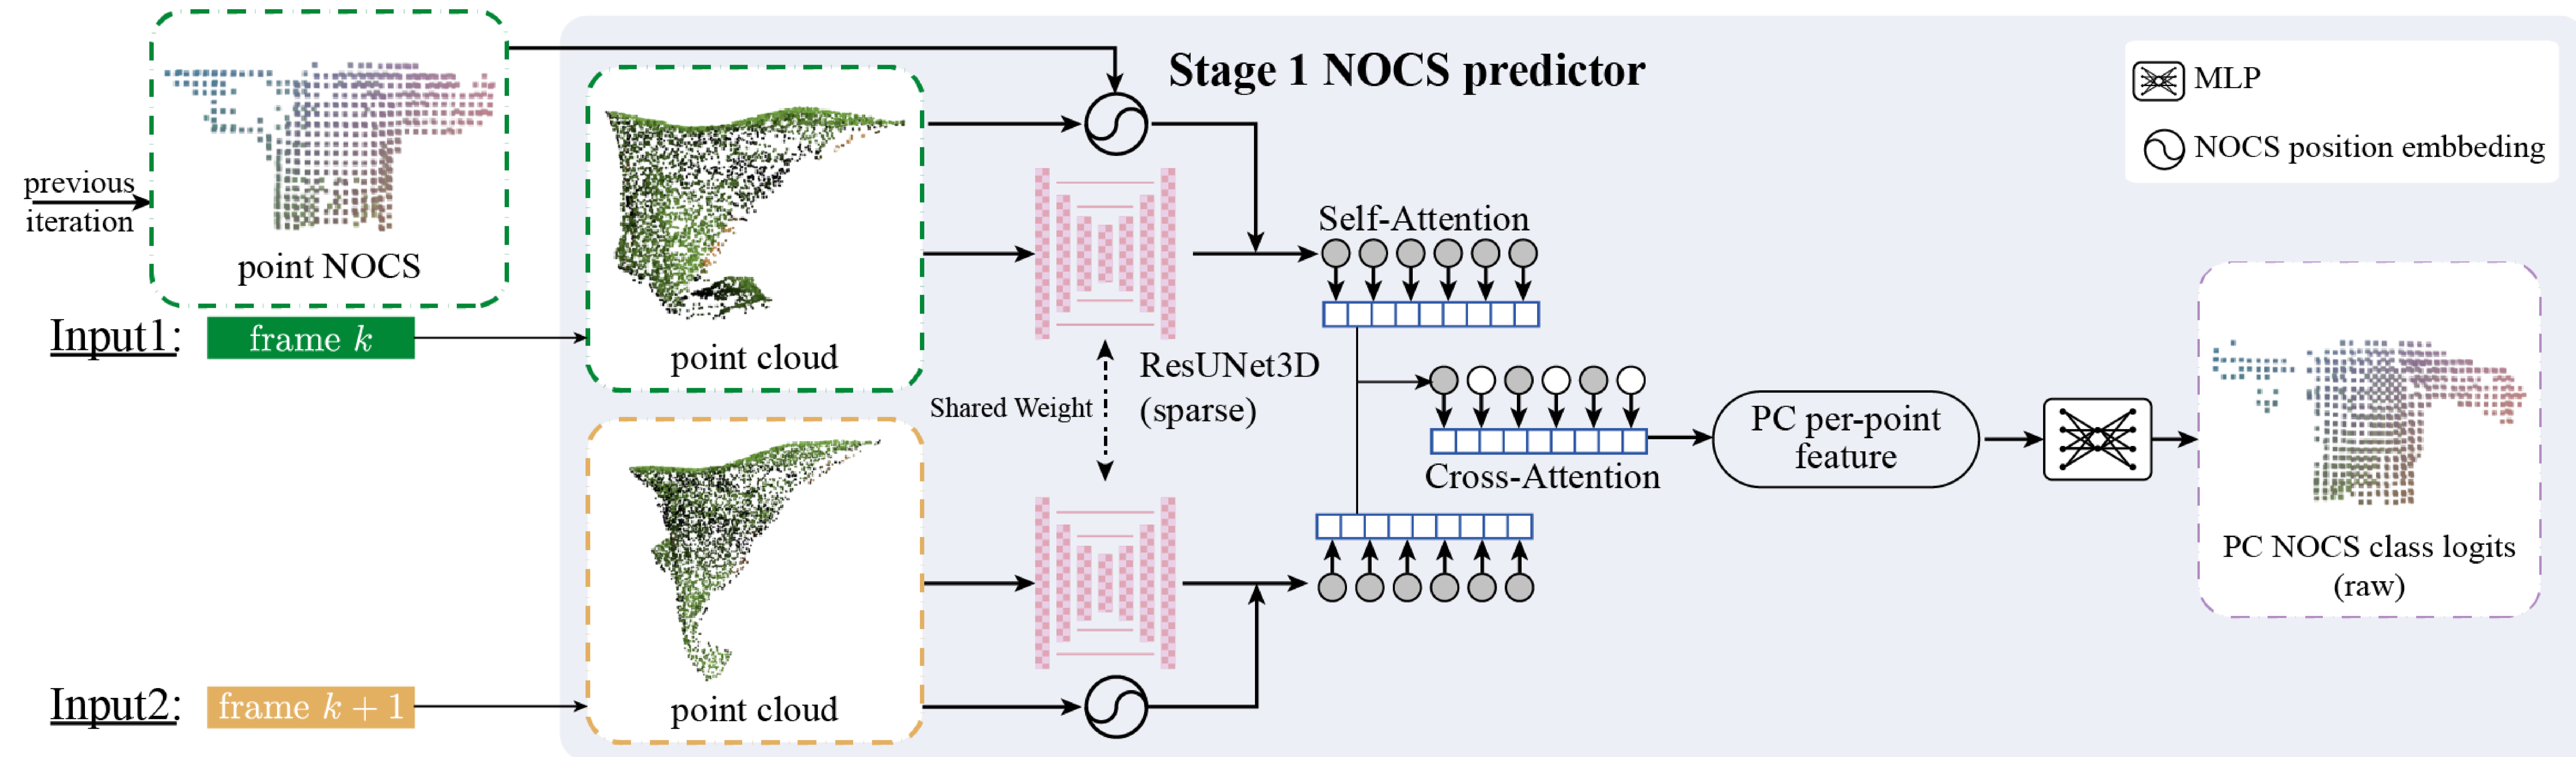 Stage 1 NOCS predictor
MLP
NOCS position embbeding
previous
iteration
point NOCS
Input1:
frame k
point cloud
Self-Attention
ResUNet3D
(sparse)
Shared Weight
Cross-Attention
PC per-point
feature
PC NOCS class logits
(raw)
Input2:
frame k + 1
point cloud